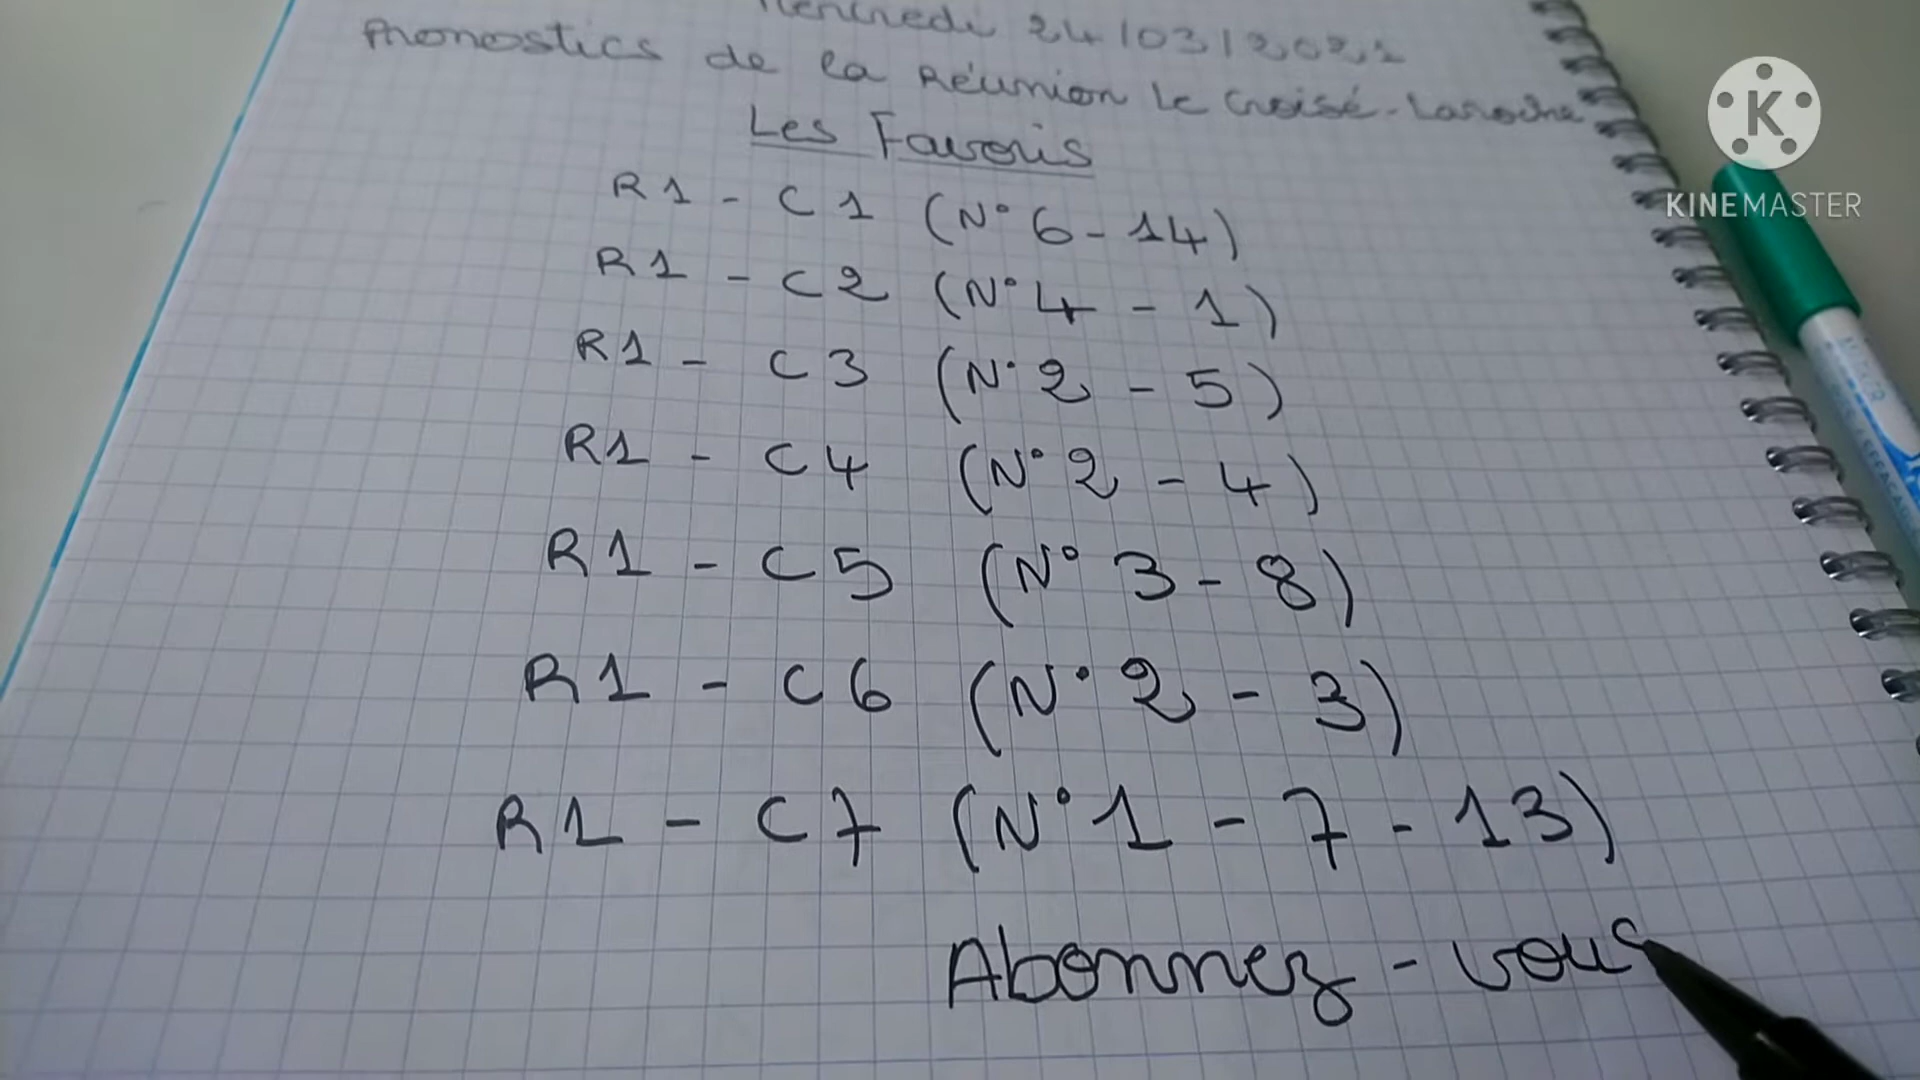 24/03/2021
Pronostics de la Réunion Le Croisé-Laroche
Les Favoris
R1 - C1 (N° 6 - 14)
R1 - C2 (N° 4 - 1)
R1 - C3 (N° 2 - 5)
R1 - C4 (N° 2 - 4)
R1 - C5 (N° 3 - 8)
R1 - C6 (N° 2 - 3)
R1 - C7 (N° 1 - 7 - 13)
Abonnez - vous
K
KINEMASTER